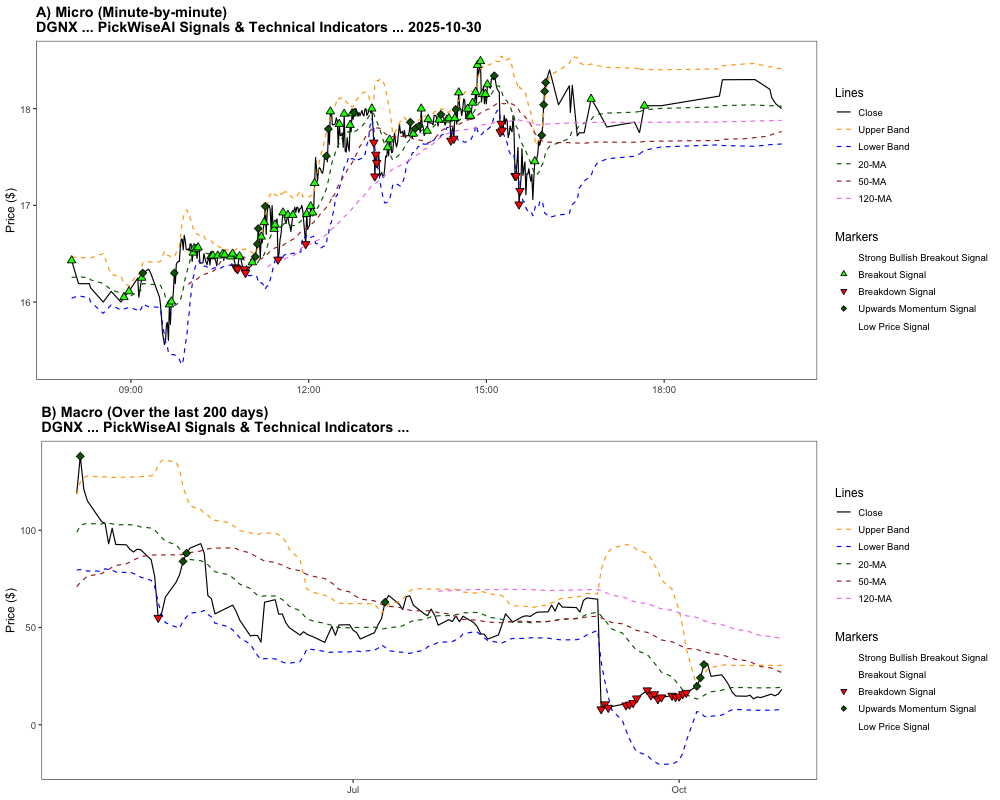 A) Micro (Minute-by-minute)
DGNX ... PickWiseAI Signals & Technical Indicators ... 2025-10-30
Price ($)
18
17
16
09:00
12:00
15:00
18:00
Lines
Close
Upper Band
Lower Band
20-MA
50-MA
120-MA
Markers
Strong Bullish Breakout Signal
Breakout Signal
Breakdown Signal
Upwards Momentum Signal
Low Price Signal
B) Macro (Over the last 200 days)
DGNX ... PickWiseAI Signals & Technical Indicators ...
Price ($)
100
50
0
Jul
Oct
Lines
Close
Upper Band
Lower Band
20-MA
50-MA
120-MA
Markers
Strong Bullish Breakout Signal
Breakout Signal
Breakdown Signal
Upwards Momentum Signal
Low Price Signal